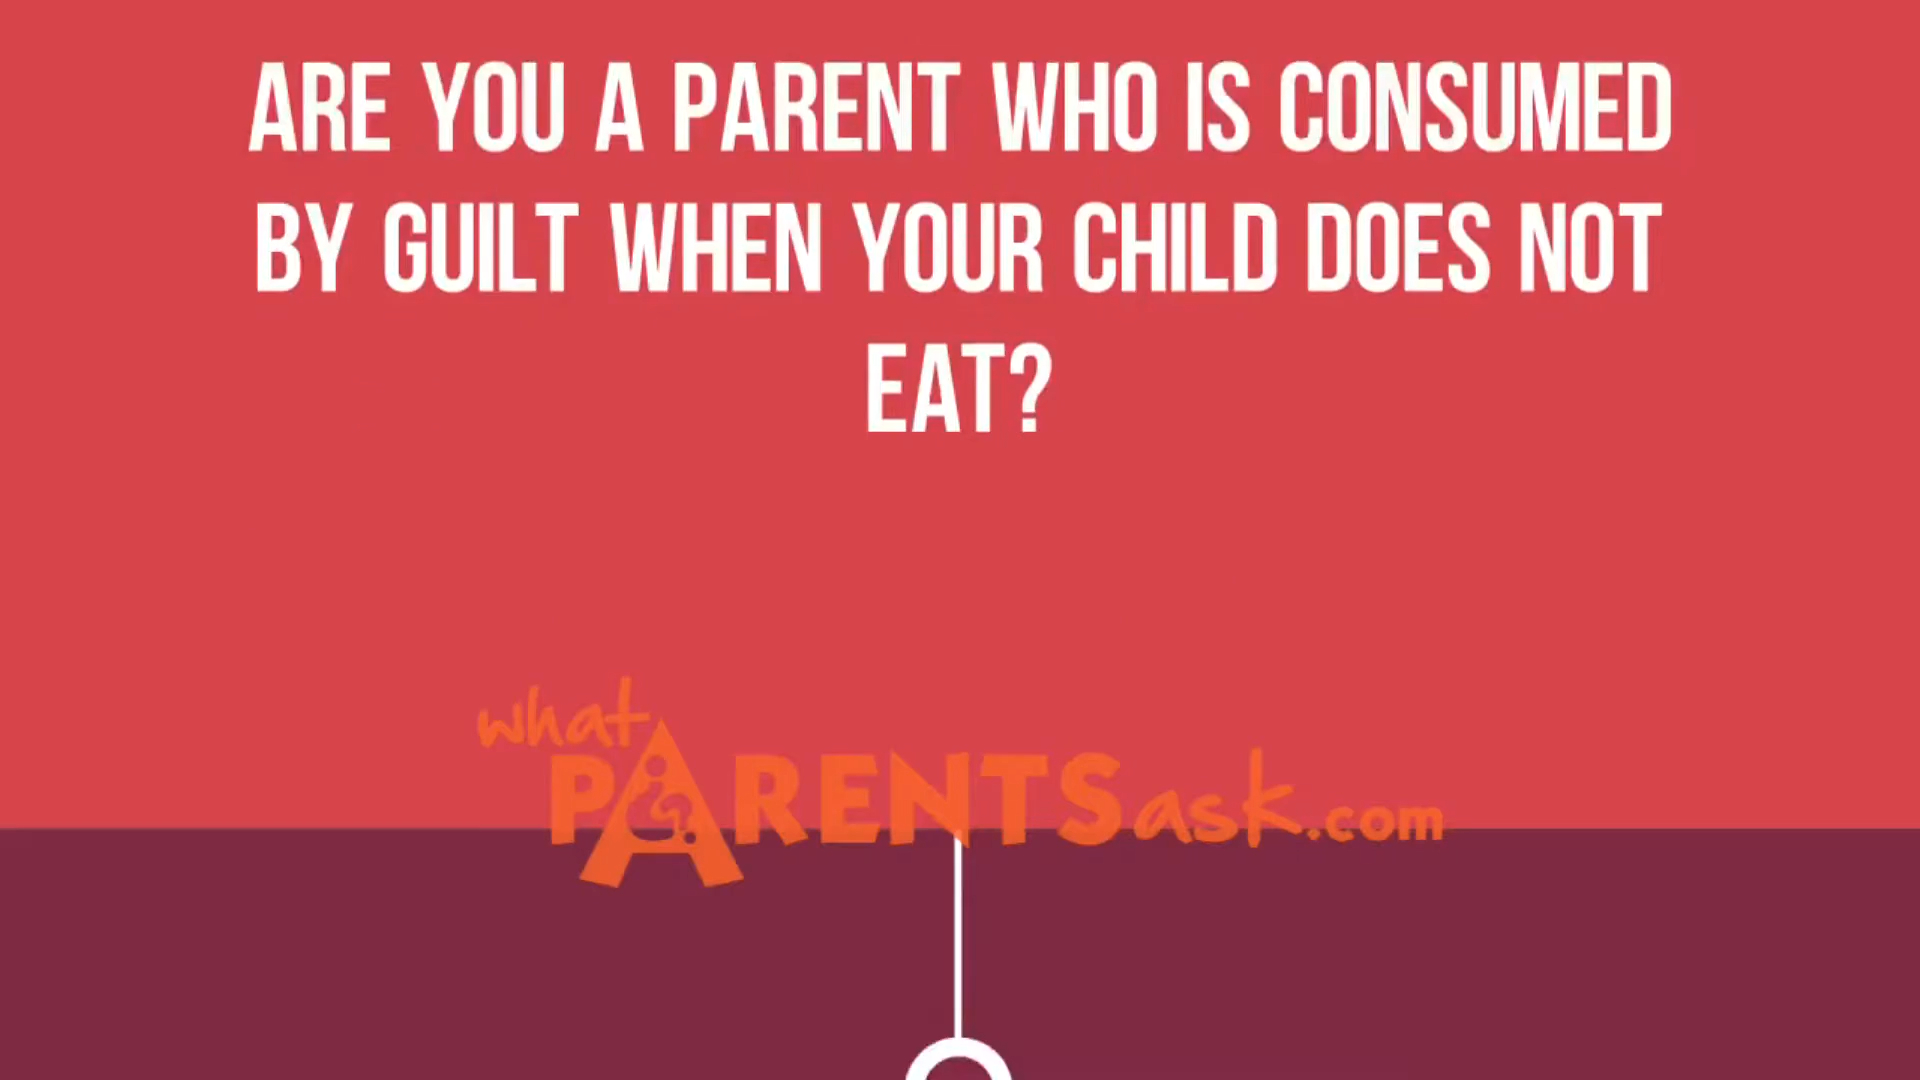 ARE YOU A PARENT WHO IS CONSUMED
BY GUILT WHEN YOUR CHILD DOES NOT
EAT?
what
PARENTSask.com